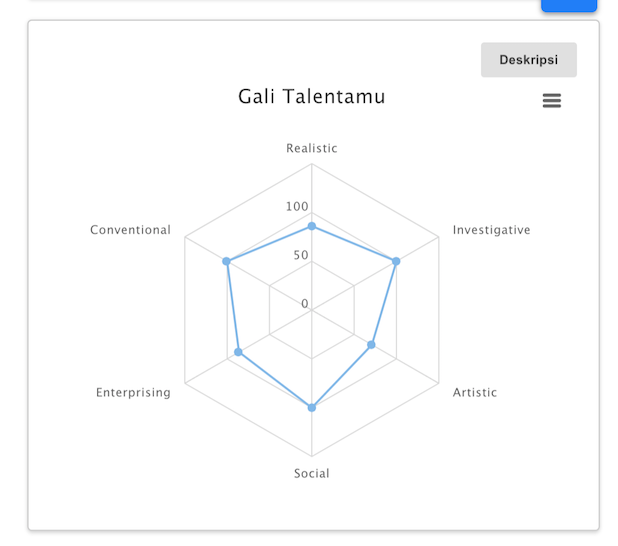 Deskripsi
Gali Talentamu
Realistic
100
Conventional
Investigative
50
0
Enterprising
Artistic
Social